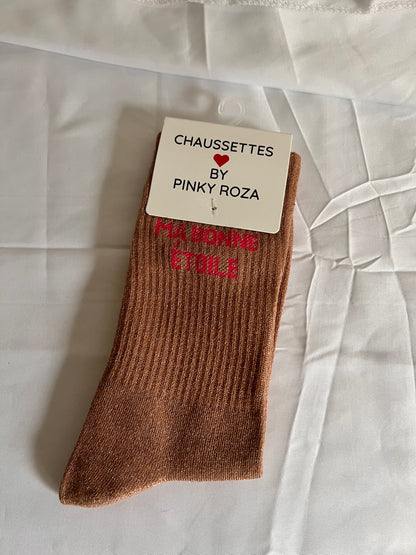 CHAUSSETTES
BY
PINKY ROZA
MA BONNE
ÉTOILE